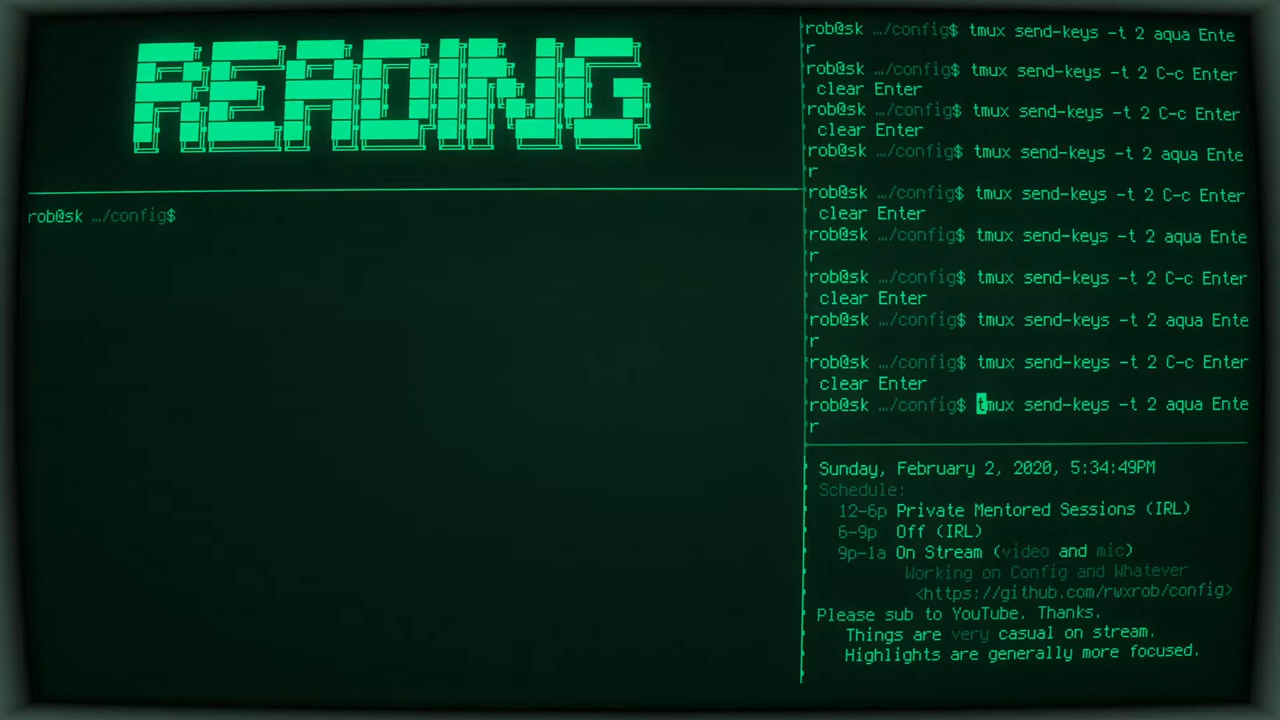 READING
rob@sk …/config$
rob@sk …/config$ tmux send-keys -t 2 aqua Ente
r
rob@sk …/config$ tmux send-keys -t 2 C-c Enter
clear Enter
rob@sk …/config$ tmux send-keys -t 2 C-c Enter
clear Enter
rob@sk …/config$ tmux send-keys -t 2 aqua Ente
r
rob@sk …/config$ tmux send-keys -t 2 C-c Enter
clear Enter
rob@sk …/config$ tmux send-keys -t 2 aqua Ente
r
rob@sk …/config$ tmux send-keys -t 2 C-c Enter
clear Enter
rob@sk …/config$ tmux send-keys -t 2 aqua Ente
r
rob@sk …/config$ tmux send-keys -t 2 C-c Enter
clear Enter
rob@sk …/config$ tmux send-keys -t 2 aqua Ente
r
Sunday, February 2, 2020, 5:34:49PM
Schedule:
12-6p Private Mentored Sessions (IRL)
6-9p Off (IRL)
9p-1a On Stream (video and mic)
Working on Config and Whatever
<https://github.com/rwxrob/config>
Please sub to YouTube. Thanks.
Things are very casual on stream.
Highlights are generally more focused.